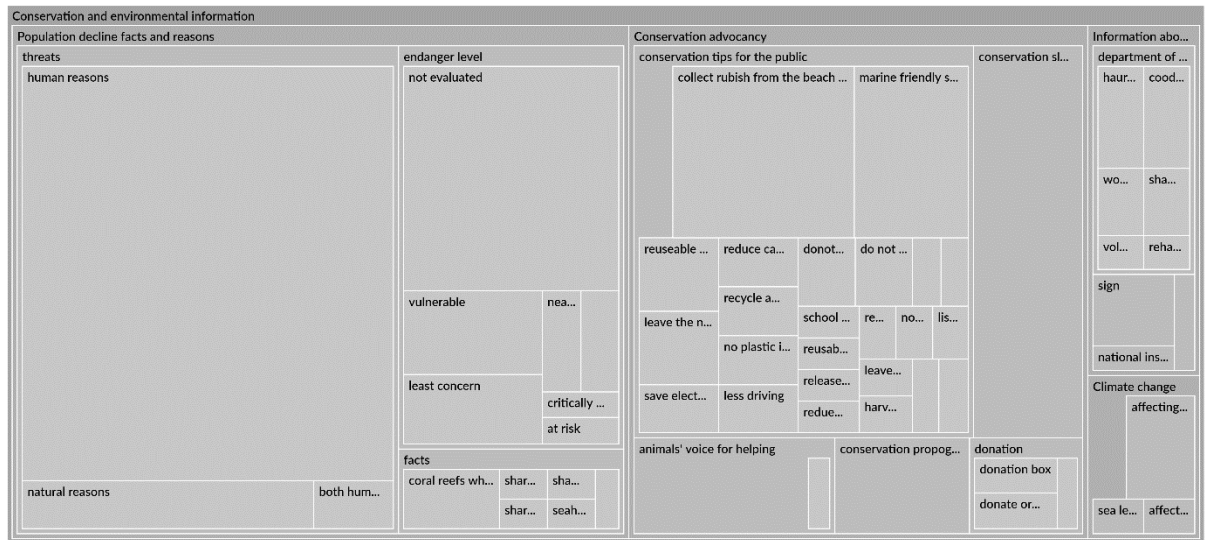 Conservation and environmental information
Population decline facts and reasons
threats
human reasons
natural reasons
both hum...
endanger level
not evaluated
vulnerable
nea...
least concern
critically ...
at risk
facts
coral reefs wh...
shar...
sha...
shar...
seah...
Conservation advocancy
conservation tips for the public
collect rubish from the beach ...
marine friendly s...
reuseable ...
reduce ca...
donot...
do not ...
recycle a...
leave the n...
school ...
re...
no...
lis...
no plastic i...
reusab...
leave...
release...
save elect...
less driving
redue...
harv...
conservation sl...
animals' voice for helping
conservation propog...
donation
donation box
donate or...
Information abo...
department of ...
haur...
cood...
wo...
sha...
vol...
reha...
sign
national ins...
Climate change
affecting...
sea le...
affect...